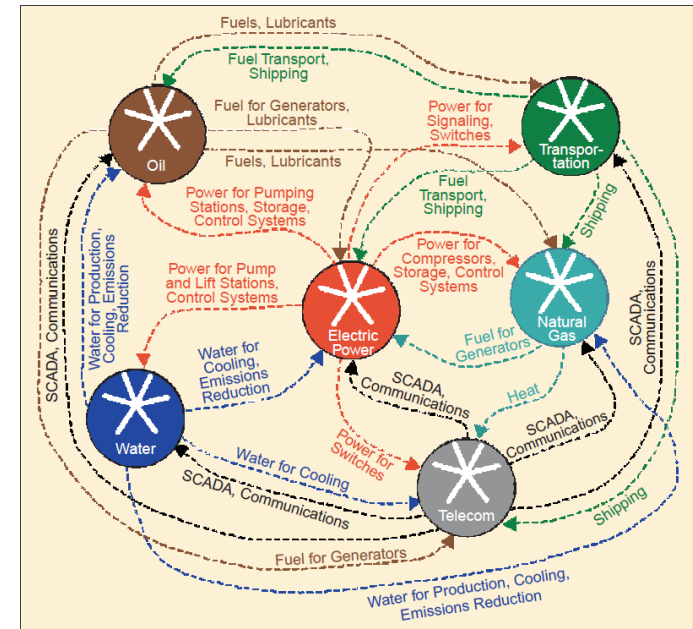 Fuels, Lubricants
Fuel Transport,
Shipping
Fuel for Generators,
Lubricants
Power for
Signaling,
Switches
Oil
Transpor-
tation
Fuels, Lubricants
Fuel
Transport,
Shipping
Shipping
Power for Pumping
Stations, Storage,
Control Systems
Power for
Compressors,
Storage, Control
Systems
Power for Pump
and Lift Stations,
Control Systems
SCADA, Communications
Water for Production,
Cooling, Emissions
Reduction
SCADA,
Communications
Electric
Power
Natural
Gas
Fuel for
Generators
Water for
Cooling,
Emissions
Reduction
SCADA,
Communications
Heat
SCADA,
Communications
Water
Power for
Switches
Water for Cooling
SCADA, Communications
Telecom
Shipping
Fuel for Generators
Water for Production, Cooling,
Emissions Reduction